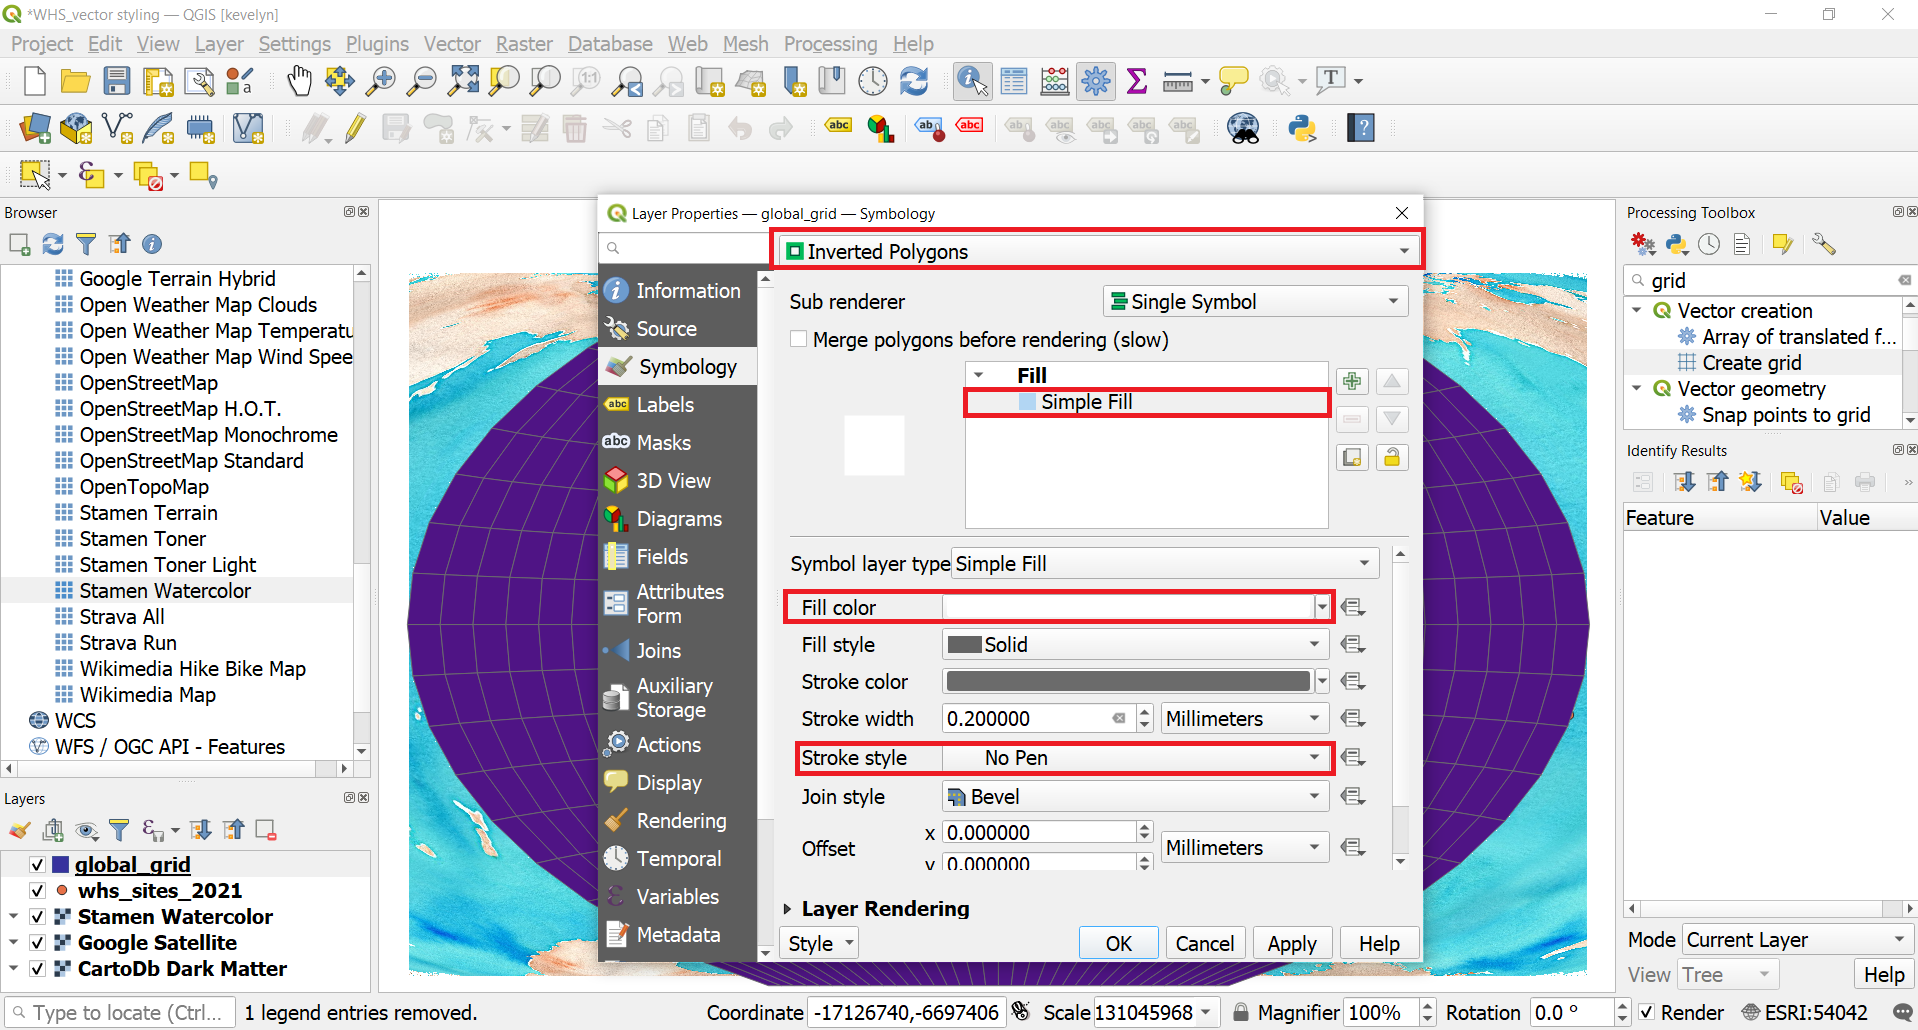 *WHS_vector styling — QGIS [kevelyn]
Project Edit View Layer Settings Plugins Vector Raster Database Web Mesh Processing Help
Browser
Google Terrain Hybrid
Open Weather Map Clouds
Open Weather Map Temperatu
Open Weather Map Wind Spee
OpenStreetMap
OpenStreetMap H.O.T.
OpenStreetMap Monochrome
OpenStreetMap Standard
OpenTopoMap
Stamen Terrain
Stamen Toner
Stamen Toner Light
Stamen Watercolor
Strava All
Strava Run
Wikimedia Hike Bike Map
Wikimedia Map
WCS
WFS / OGC API - Features
Layers
global_grid
whs_sites_2021
Stamen Watercolor
Google Satellite
CartoDb Dark Matter
Layer Properties — global_grid — Symbology
Information
Source
Symbology
Labels
Masks
3D View
Diagrams
Fields
Attributes
Form
Joins
Auxiliary
Storage
Actions
Display
Rendering
Temporal
Variables
Metadata
Inverted Polygons
Sub renderer Single Symbol
Merge polygons before rendering (slow)
Fill
Simple Fill
Symbol layer type Simple Fill
Fill color
Fill style Solid
Stroke color
Stroke width 0.200000 Millimeters
Stroke style No Pen
Join style Bevel
Offset x 0.000000 Millimeters
y 0.000000
Layer Rendering
Style OK Cancel Apply Help
Processing Toolbox
grid
Vector creation
Array of translated f...
Create grid
Vector geometry
Snap points to grid
Identify Results
Feature Value
Mode Current Layer
View Tree Help
Type to locate (Ctrl... 1 legend entries removed. Coordinate -17126740,-6697406 Scale 131045968 Magnifier 100% Rotation 0.0 ° Render ESRI:54042